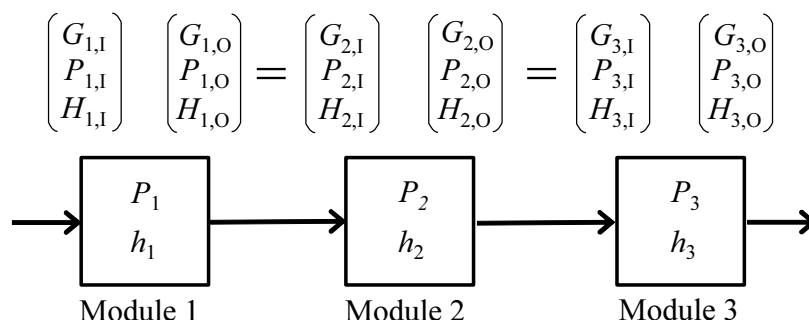 G1,I G1,O G2,I G2,O G3,I G3,O
P1,I P1,O = P2,I P2,O = P3,I P3,O
H1,I H1,O H2,I H2,O H3,I H3,O
P1 P2 P3
h1 h2 h3
Module 1 Module 2 Module 3